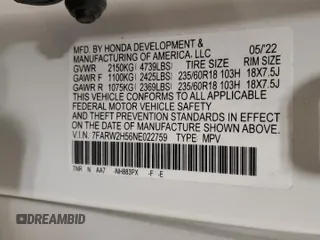 MFD. BY HONDA DEVELOPMENT &
MANUFACTURING OF AMERICA, LLC 05/'22
GVWR 2150KG( 4739LBS) TIRE SIZE RIM SIZE
GAWR F 1100KG( 2425LBS) 235/60R18 103H 18X7.5J
GAWR R 1075KG( 2369LBS) 235/60R18 103H 18X7.5J
THIS VEHICLE CONFORMS TO ALL APPLICABLE
FEDERAL MOTOR VEHICLE SAFETY AND THEFT
PREVENTION STANDARDS IN EFFECT ON THE
DATE OF MANUFACTURE SHOWN ABOVE.
V.I.N. 7FARW2H56NE022759 TYPE: MPV
TNR N AA7 -NH883PX -F -E